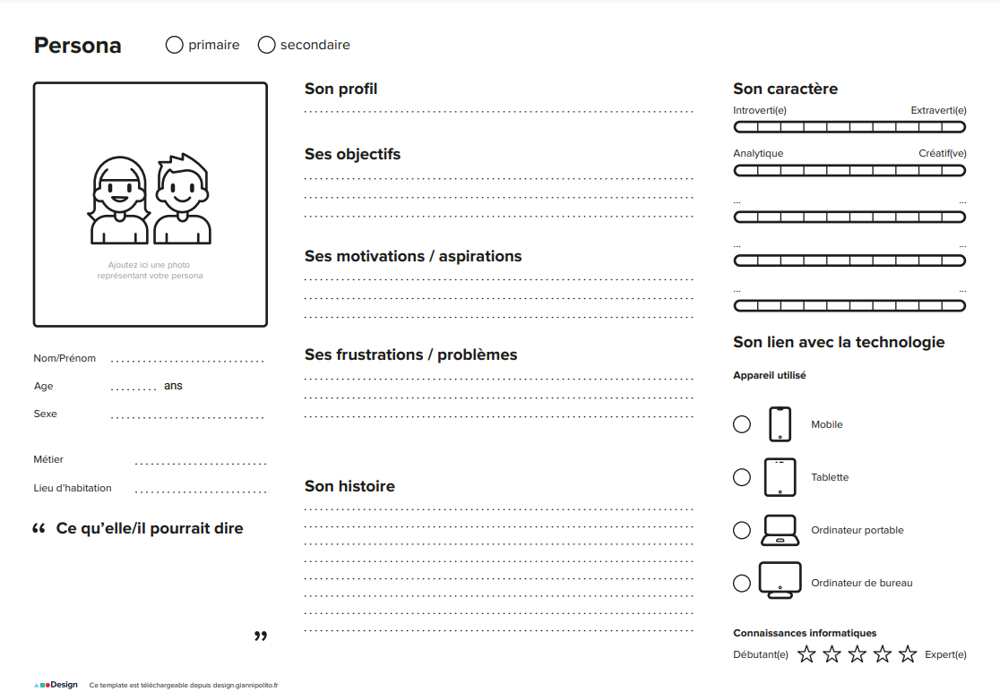 Persona
primaire
secondaire
Ajoutez ici une photo
représentant votre persona
Nom/Prénom
Age
ans
Sexe
Métier
Lieu d’habitation
“ Ce qu’elle/il pourrait dire
”
Son profil
Ses objectifs
Ses motivations / aspirations
Ses frustrations / problèmes
Son histoire
Son caractère
Introverti(e) Extraverti(e)
Analytique Créatif(ve)
... ...
... ...
... ...
Son lien avec la technologie
Appareil utilisé
Mobile
Tablette
Ordinateur portable
Ordinateur de bureau
Connaissances informatiques
Débutant(e) Expert(e)
Design Ce template est téléchargeable depuis design.giannipolito.fr